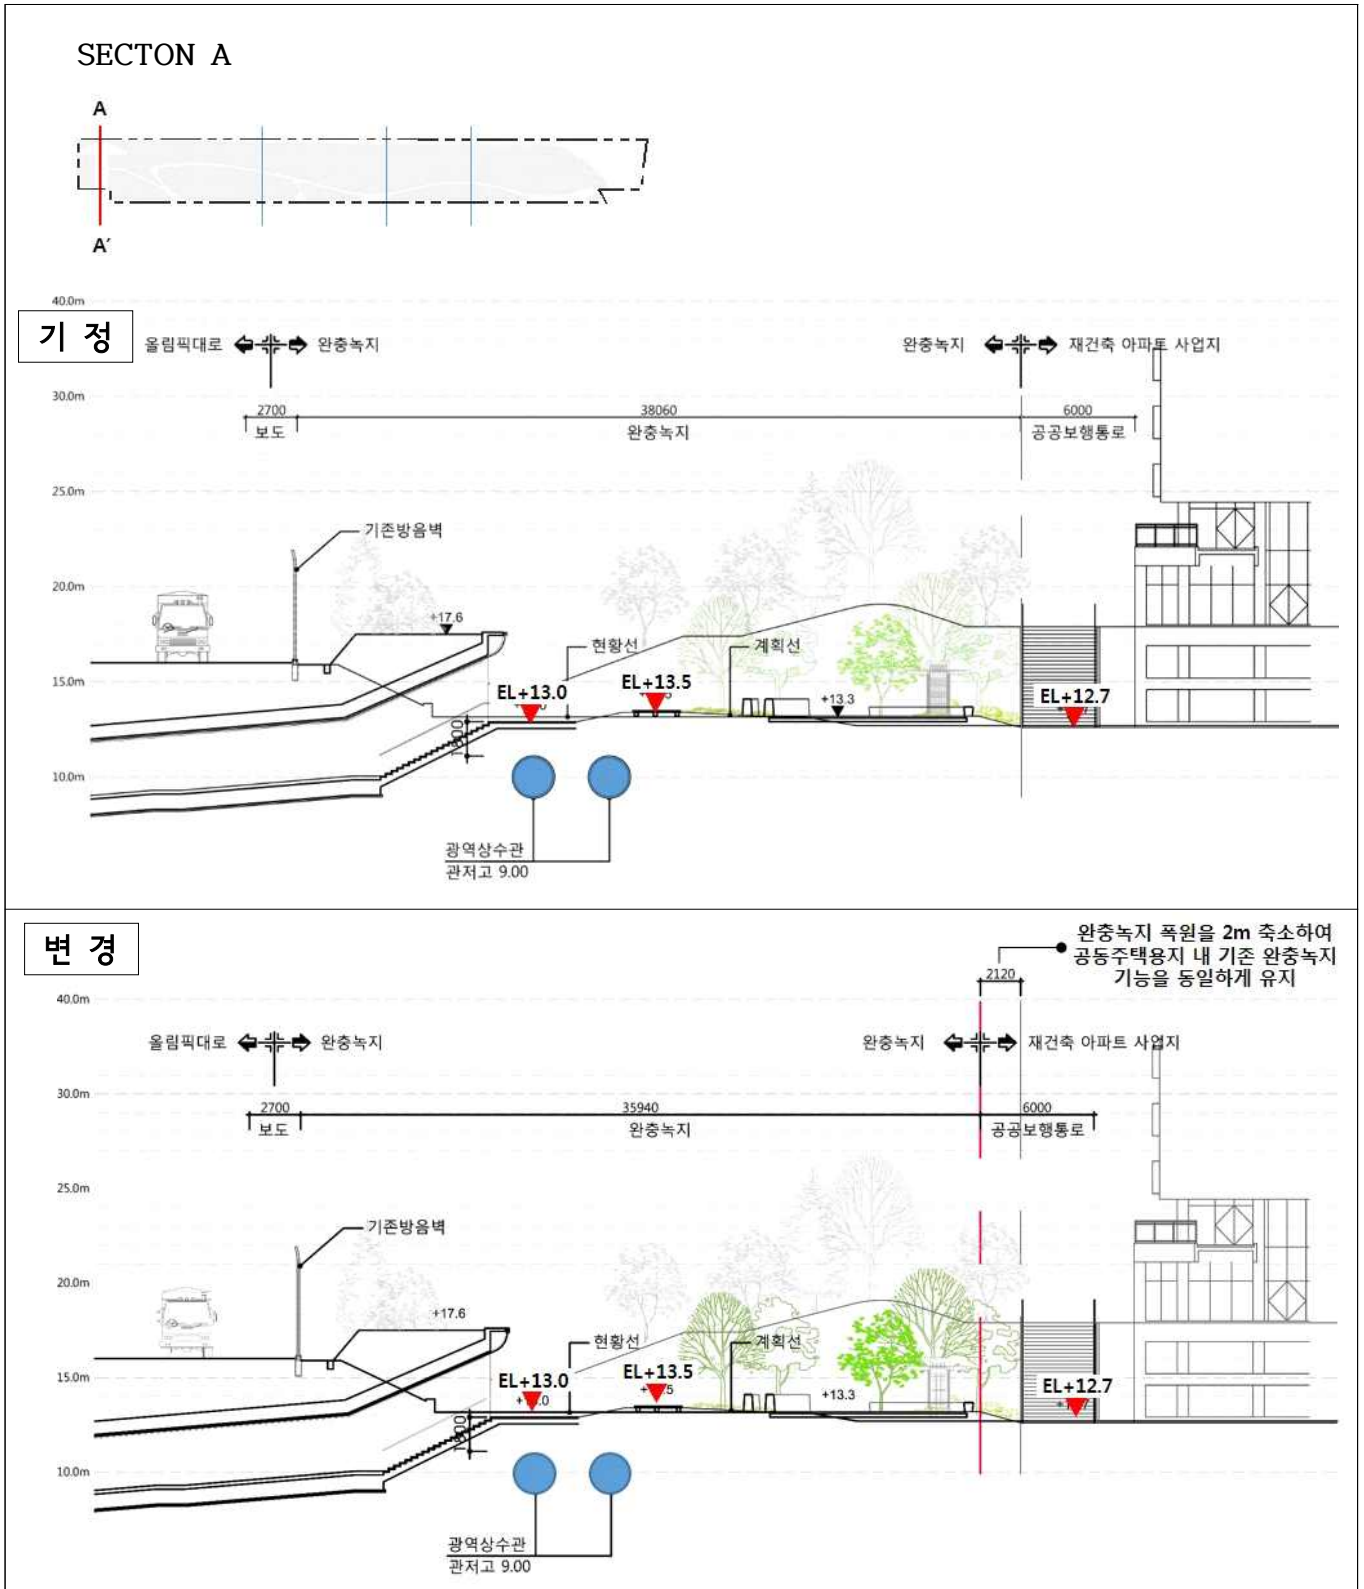 SECTON A
A
A'
40.0m
기 정
올림픽대로
완충녹지
완충녹지
재건축 아파트 사업지
30.0m
2700
38060
6000
보도
완충녹지
공공보행통로
25.0m
기존방음벽
20.0m
+17.6
현황선
계획선
15.0m
EL+13.0
EL+13.5
+13.3
EL+12.7
1800
10.0m
광역상수관
관저고 9.00
변 경
완충녹지 폭원을 2m 축소하여
공동주택용지 내 기존 완충녹지
기능을 동일하게 유지
2120
40.0m
올림픽대로
완충녹지
완충녹지
재건축 아파트 사업지
30.0m
2700
35940
6000
보도
완충녹지
공공보행통로
25.0m
기존방음벽
20.0m
+17.6
현황선
계획선
15.0m
EL+13.0
EL+13.5
+13.3
EL+12.7
1800
10.0m
광역상수관
관저고 9.00